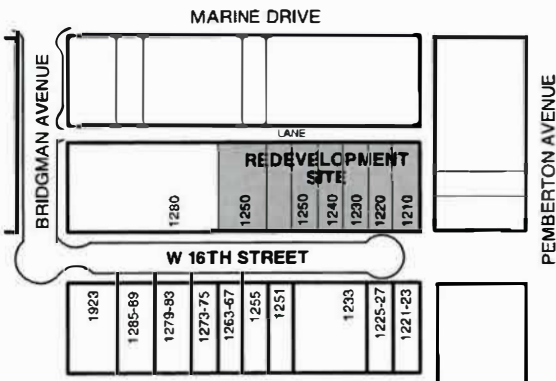 MARINE DRIVE
BRIDGMAN AVENUE
PEMBERTON AVENUE
LANE
REDEVELOPMENT
SITE
1280
1250
1250
1240
1230
1220
1210
W 16TH STREET
1923
1285-89
1279-83
1273-75
1263-67
1255
1251
1233
1225-27
1221-23